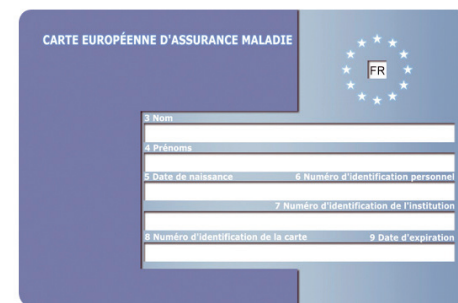 CARTE EUROPÉENNE D'ASSURANCE MALADIE
FR
3 Nom
4 Prénoms
5 Date de naissance 6 Numéro d'identification personnel
7 Numéro d'identification de l'institution
8 Numéro d'identification de la carte 9 Date d'expiration